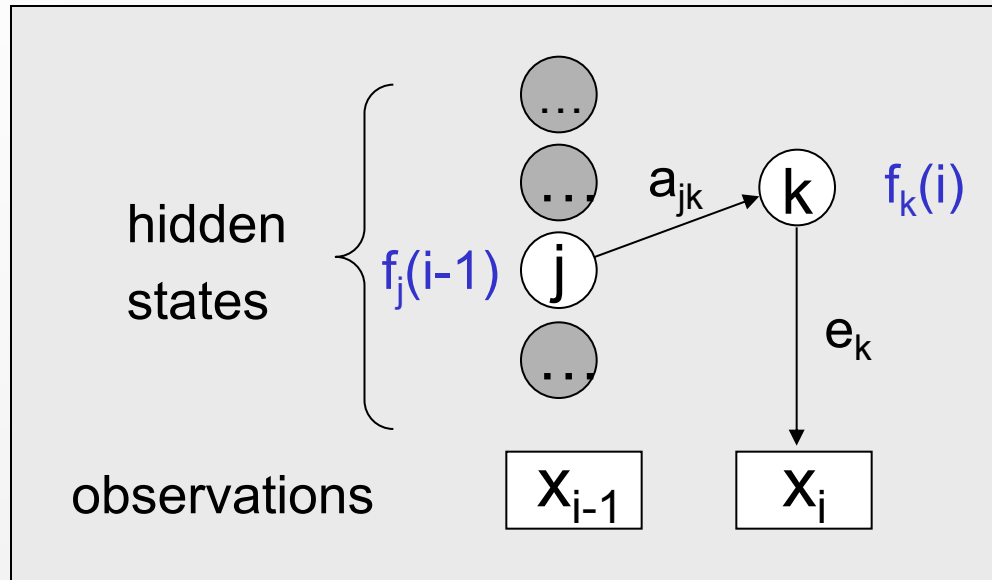 ...
...
a_jk
k
f_k(i)
hidden
states
f_j(i-1)
j
e_k
...
observations
x_i-1
x_i